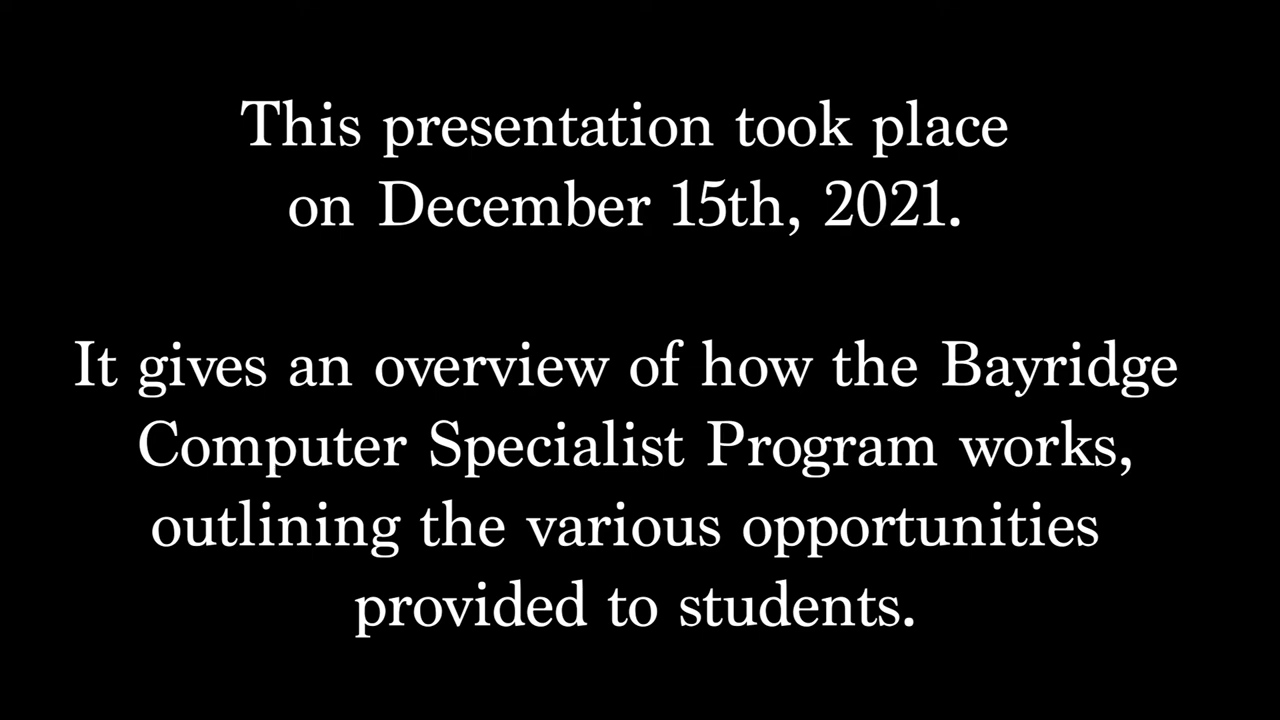 This presentation took place
on December 15th, 2021.
It gives an overview of how the Bayridge
Computer Specialist Program works,
outlining the various opportunities
provided to students.